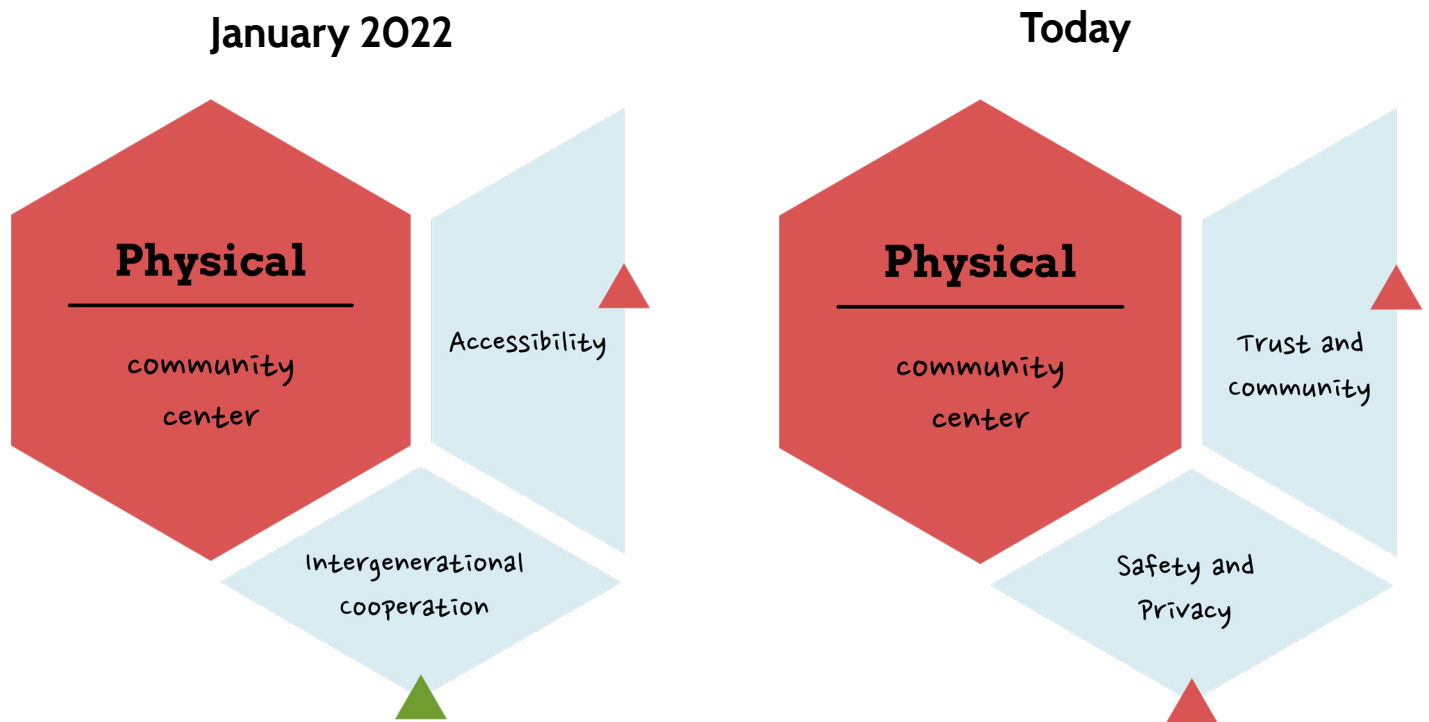 January 2022
Physical
community
center
Accessibility
Intergenerational
cooperation
Today
Physical
community
center
Trust and
community
Safety and
Privacy